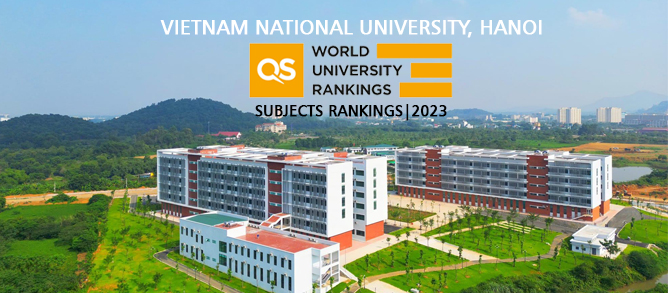 VIETNAM NATIONAL UNIVERSITY, HANOI
QS
WORLD
UNIVERSITY
RANKINGS
SUBJECTS RANKINGS|2023